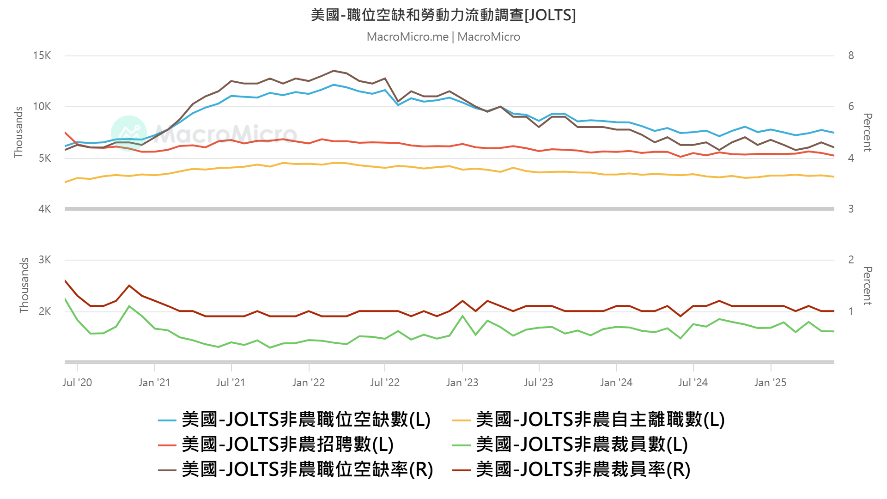 美國-職位空缺和勞動力流動調查[JOLTS]
MacroMicro.me | MacroMicro
15K
8
10K
6
5K
4
4K
3
Thousands
Percent
MacroMicro
3K
2
2K
1
Thousands
Percent
Jul '20
Jan '21
Jul '21
Jan '22
Jul '22
Jan '23
Jul '23
Jan '24
Jul '24
Jan '25
美國-JOLTS非農職位空缺數(L)
美國-JOLTS非農自主離職數(L)
美國-JOLTS非農招聘數(L)
美國-JOLTS非農裁員數(L)
美國-JOLTS非農職位空缺率(R)
美國-JOLTS非農裁員率(R)